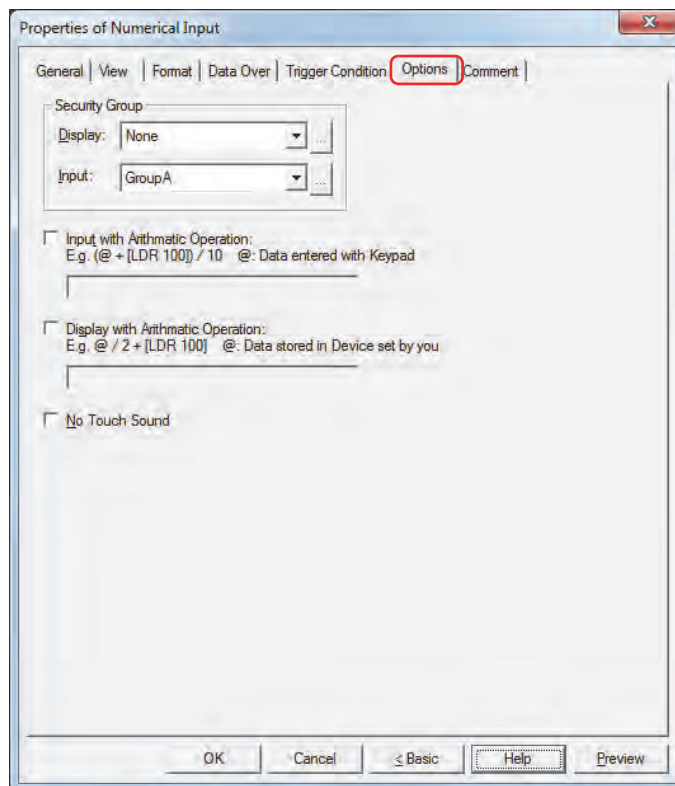 Properties of Numerical Input
x
General View Format Data Over Trigger Condition Options Comment
Security Group
Display: None ...
Input: GroupA ...
Input with Arithmatic Operation:
E.g. (@ + [LDR 100]) / 10 @: Data entered with Keypad
Display with Arithmatic Operation:
E.g. @ / 2 + [LDR 100] @: Data stored in Device set by you
No Touch Sound
OK Cancel < Basic Help Preview